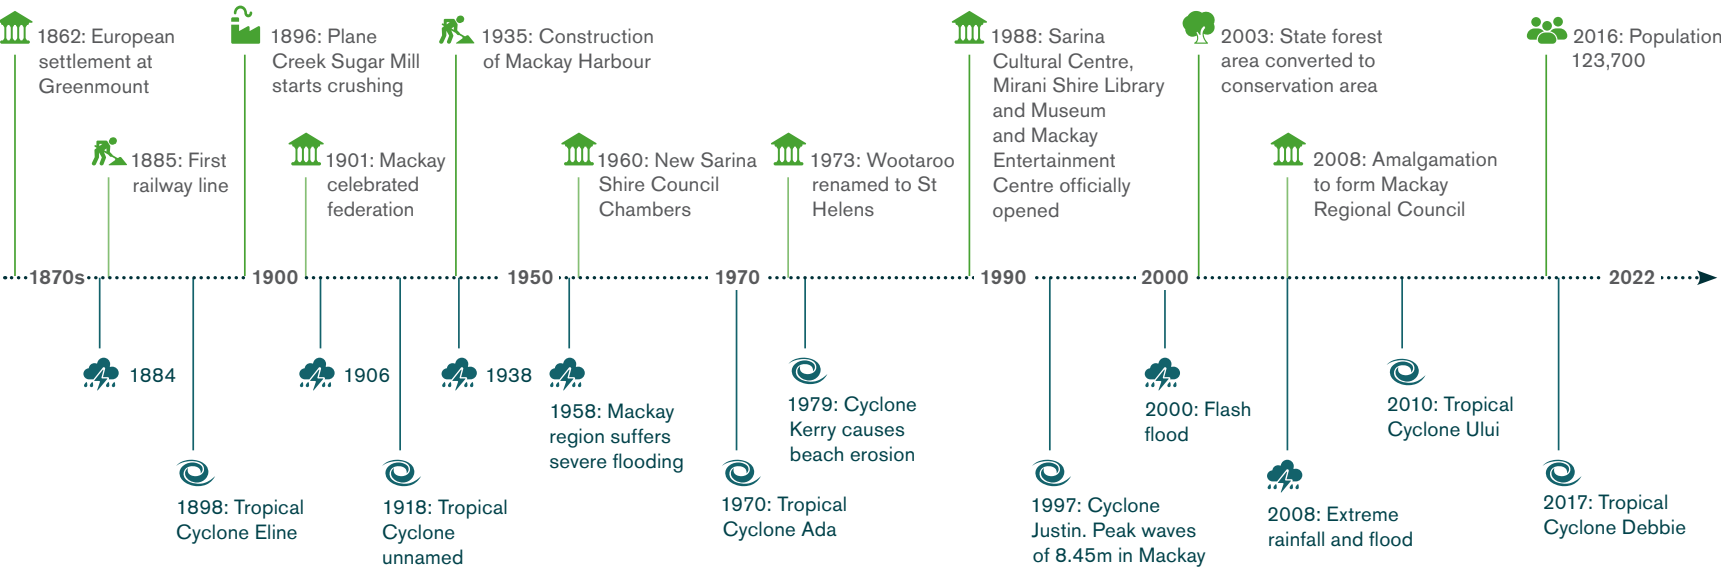 1862: European
settlement at
Greenmount
1896: Plane
Creek Sugar Mill
starts crushing
1935: Construction
of Mackay Harbour
1988: Sarina
Cultural Centre,
Mirani Shire Library
and Museum
and Mackay
Entertainment
Centre officially
opened
2003: State forest
area converted to
conservation area
2016: Population
123,700
1885: First
railway line
1901: Mackay
celebrated
federation
1960: New Sarina
Shire Council
Chambers
1973: Wootaroo
renamed to St
Helens
2008: Amalgamation
to form Mackay
Regional Council
1870s
1900
1950
1970
1990
2000
2022
1884
1906
1938
1958: Mackay
region suffers
severe flooding
1979: Cyclone
Kerry causes
beach erosion
2000: Flash
flood
2010: Tropical
Cyclone Ului
1898: Tropical
Cyclone Eline
1918: Tropical
Cyclone
unnamed
1970: Tropical
Cyclone Ada
1997: Cyclone
Justin. Peak waves
of 8.45m in Mackay
2008: Extreme
rainfall and flood
2017: Tropical
Cyclone Debbie